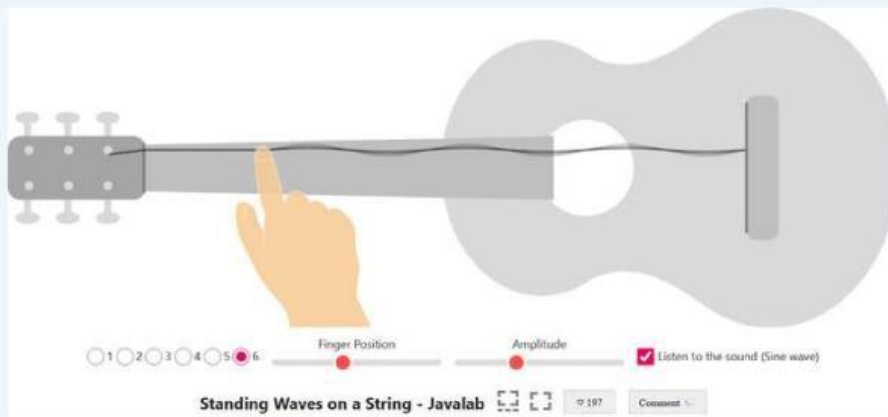 Finger Position Amplitude
1 2 3 4 5 6 Listen to the sound (Sine wave)
Standing Waves on a String - Javalab 197 Comment